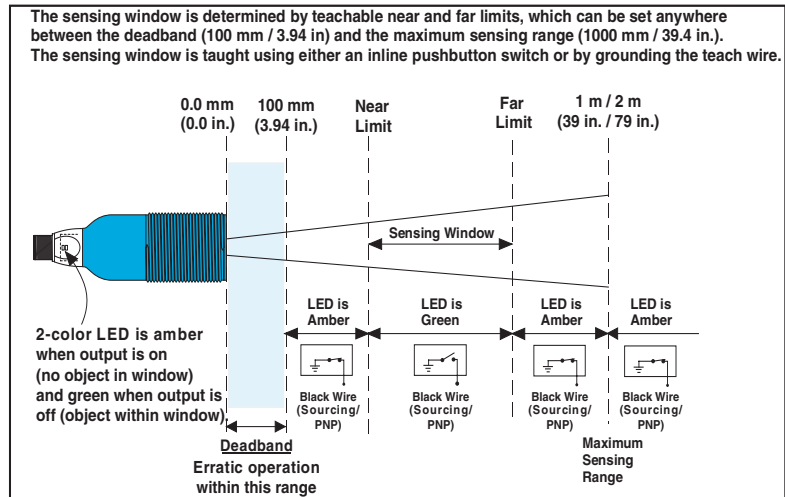 The sensing window is determined by teachable near and far limits, which can be set anywhere
between the deadband (100 mm / 3.94 in) and the maximum sensing range (1000 mm / 39.4 in.).
The sensing window is taught using either an inline pushbutton switch or by grounding the teach wire.
0.0 mm
(0.0 in.)
100 mm
(3.94 in.)
Near
Limit
Far
Limit
1 m / 2 m
(39 in. / 79 in.)
Sensing Window
LED is
Amber
LED is
Green
LED is
Amber
LED is
Amber
2-color LED is amber
when output is on
(no object in window)
and green when output is
off (object within window).
Black Wire
(Sourcing/
PNP)
Black Wire
(Sourcing/
PNP)
Black Wire
(Sourcing/
PNP)
Black Wire
(Sourcing/
PNP)
Deadband
Erratic operation
within this range
Maximum
Sensing
Range